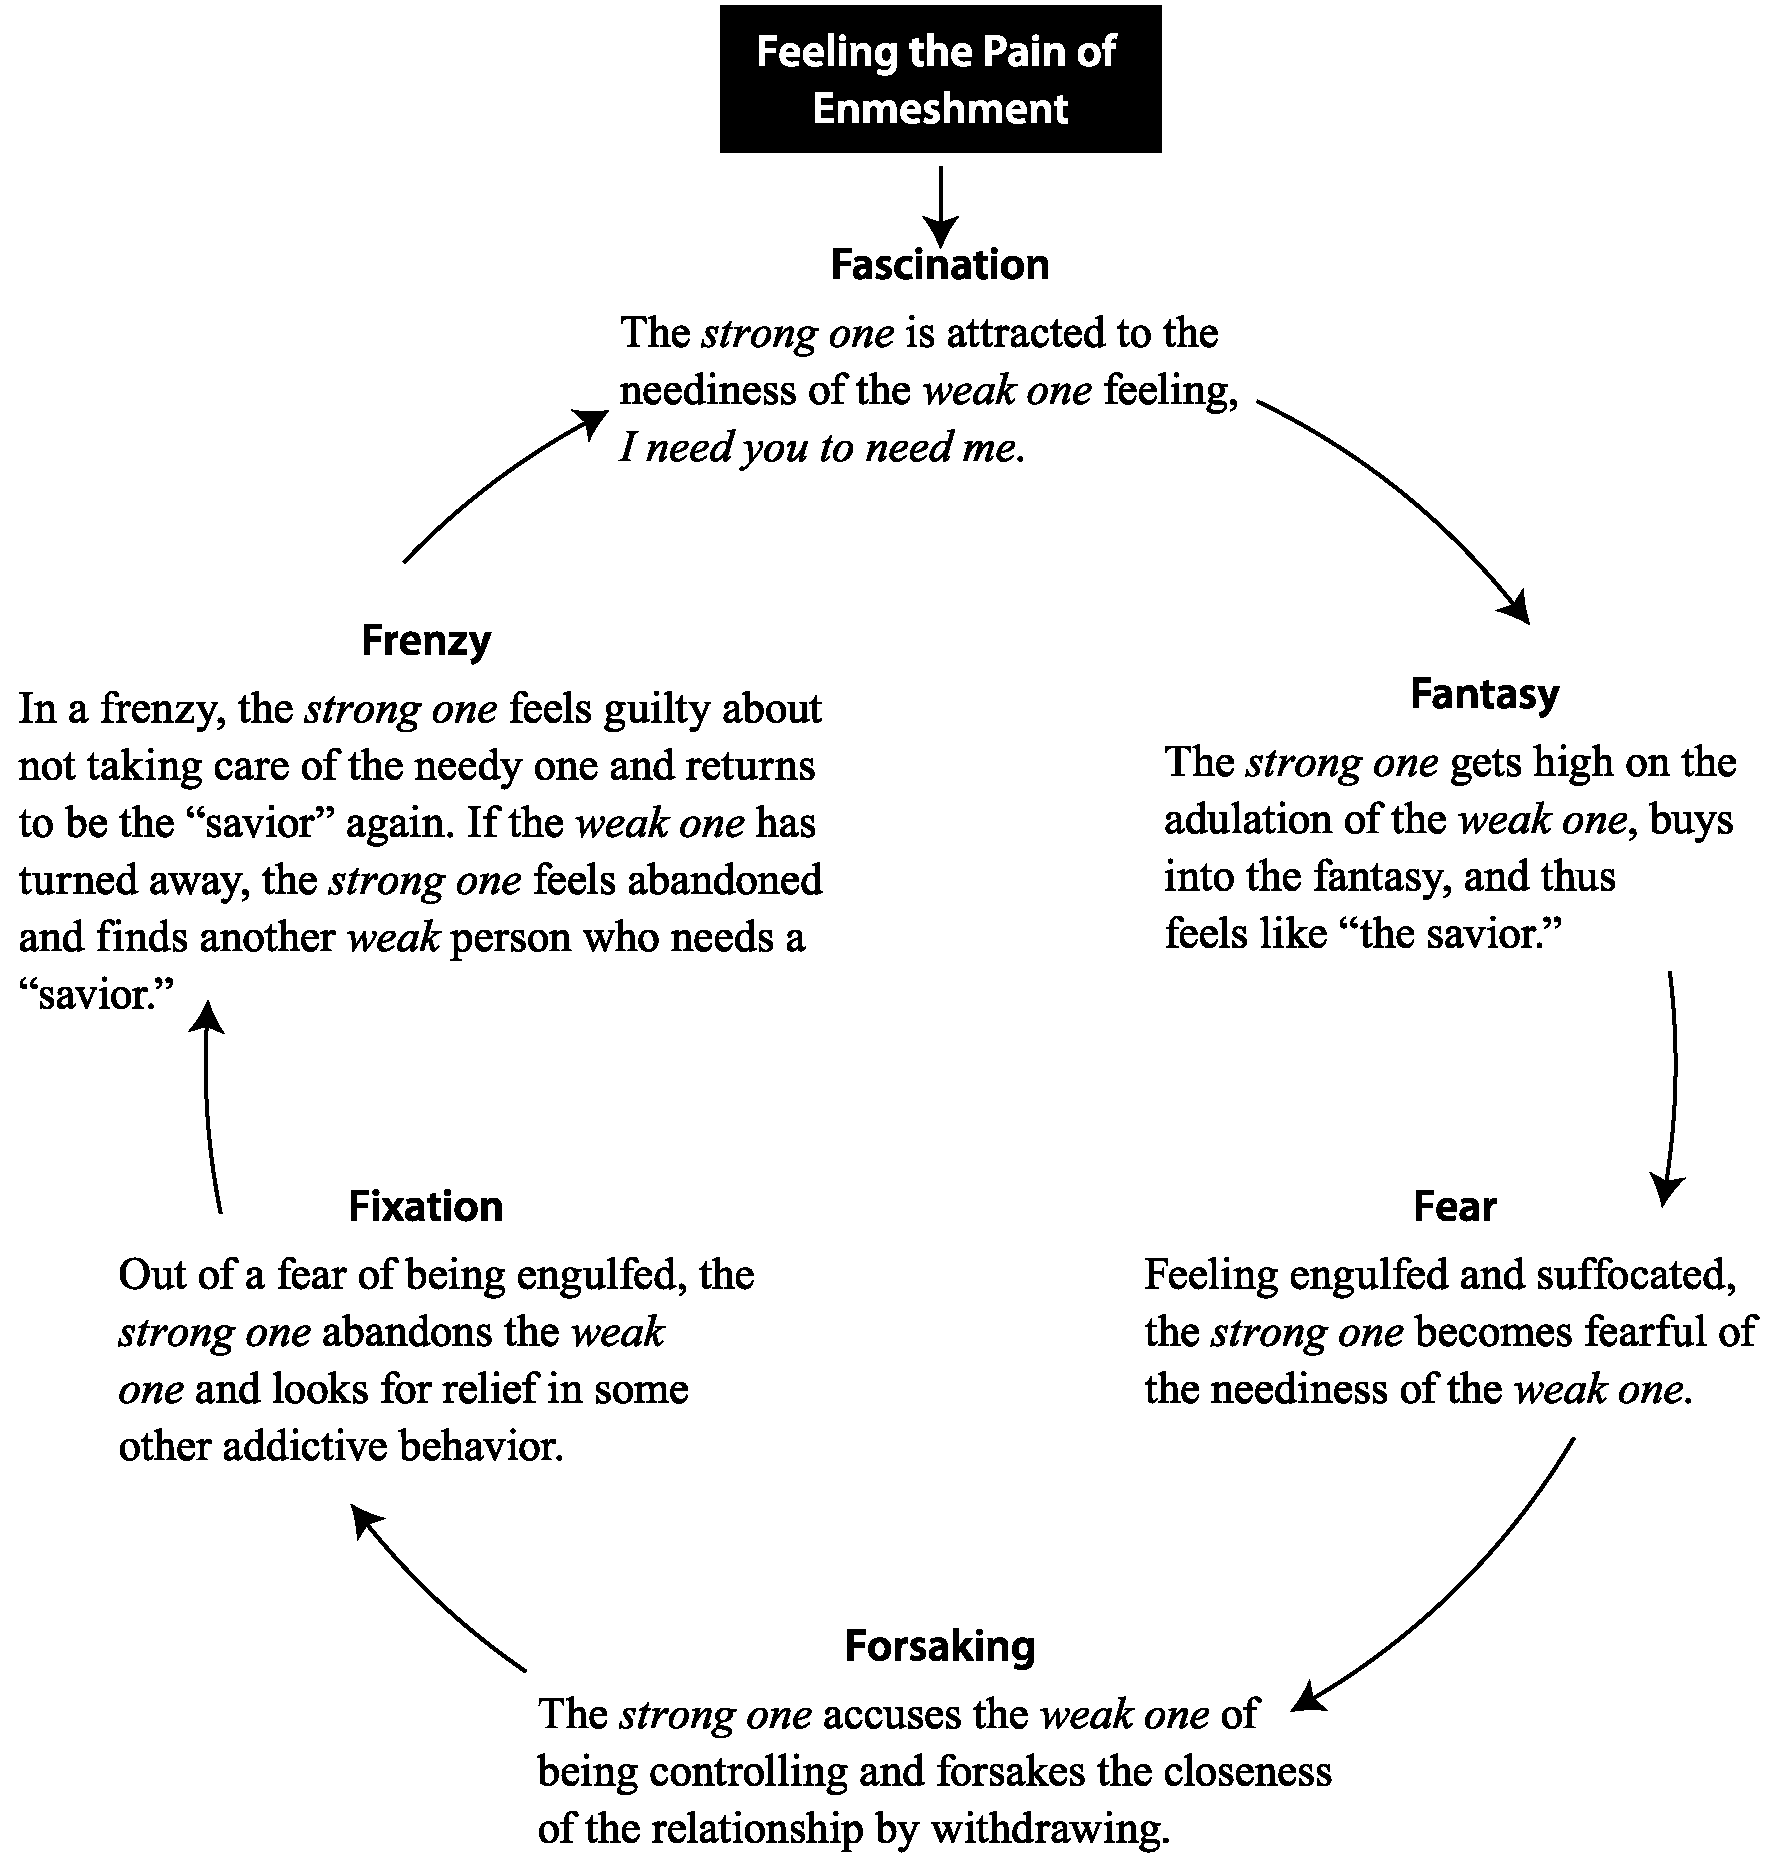 Feeling the Pain of
Enmeshment
Fascination
The strong one is attracted to the
neediness of the weak one feeling,
I need you to need me.
Fantasy
The strong one gets high on the
adulation of the weak one, buys
into the fantasy, and thus
feels like “the savior.”
Fear
Feeling engulfed and suffocated,
the strong one becomes fearful of
the neediness of the weak one.
Forsaking
The strong one accuses the weak one of
being controlling and forsakes the closeness
of the relationship by withdrawing.
Fixation
Out of a fear of being engulfed, the
strong one abandons the weak
one and looks for relief in some
other addictive behavior.
Frenzy
In a frenzy, the strong one feels guilty about
not taking care of the needy one and returns
to be the “savior” again. If the weak one has
turned away, the strong one feels abandoned
and finds another weak person who needs a
“savior.”